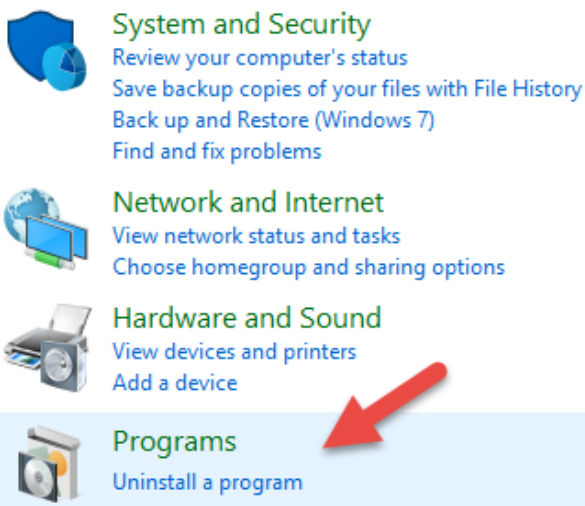 System and Security
Review your computer's status
Save backup copies of your files with File History
Back up and Restore (Windows 7)
Find and fix problems
Network and Internet
View network status and tasks
Choose homegroup and sharing options
Hardware and Sound
View devices and printers
Add a device
Programs
Uninstall a program